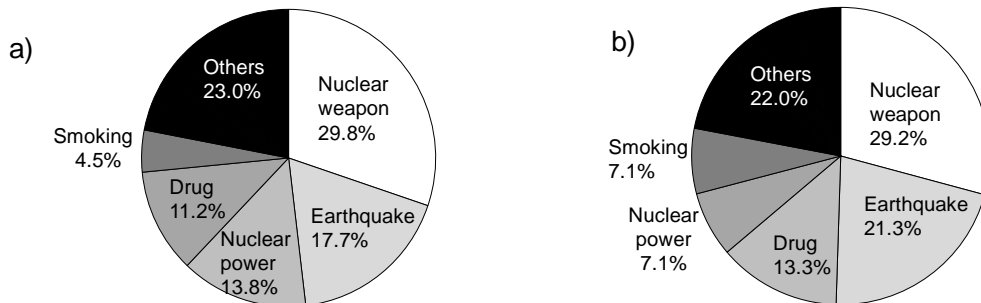 a)
Others
23.0%
Nuclear
weapon
29.8%
Smoking
4.5%
Drug
11.2%
Nuclear
power
13.8%
Earthquake
17.7%
b)
Others
22.0%
Nuclear
weapon
29.2%
Smoking
7.1%
Nuclear
power
7.1%
Drug
13.3%
Earthquake
21.3%